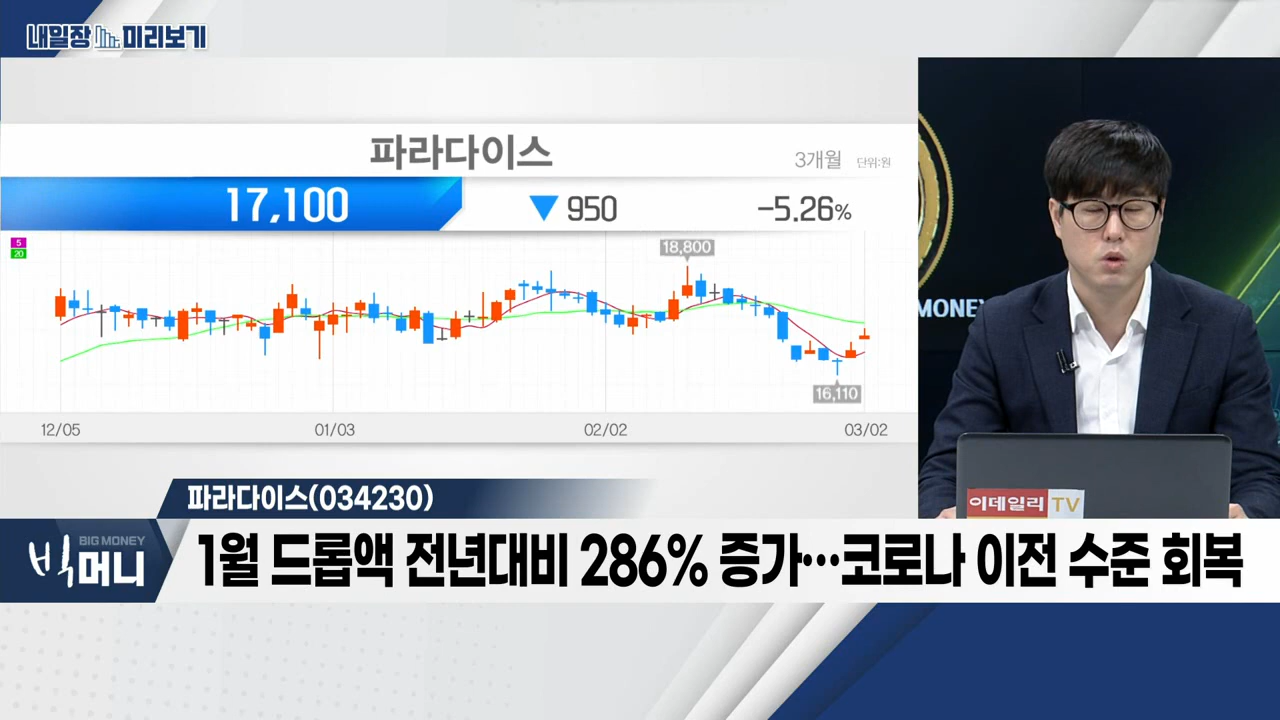 내일장 미리보기
파라다이스
3개월 단위:원
17,100 ▼ 950 -5.26%
5
20
18,800
16,110
12/05 01/03 02/02 03/02
MONEY
이데일리 TV
파라다이스(034230)
BIG MONEY
빅머니
1월 드롭액 전년대비 286% 증가…코로나 이전 수준 회복